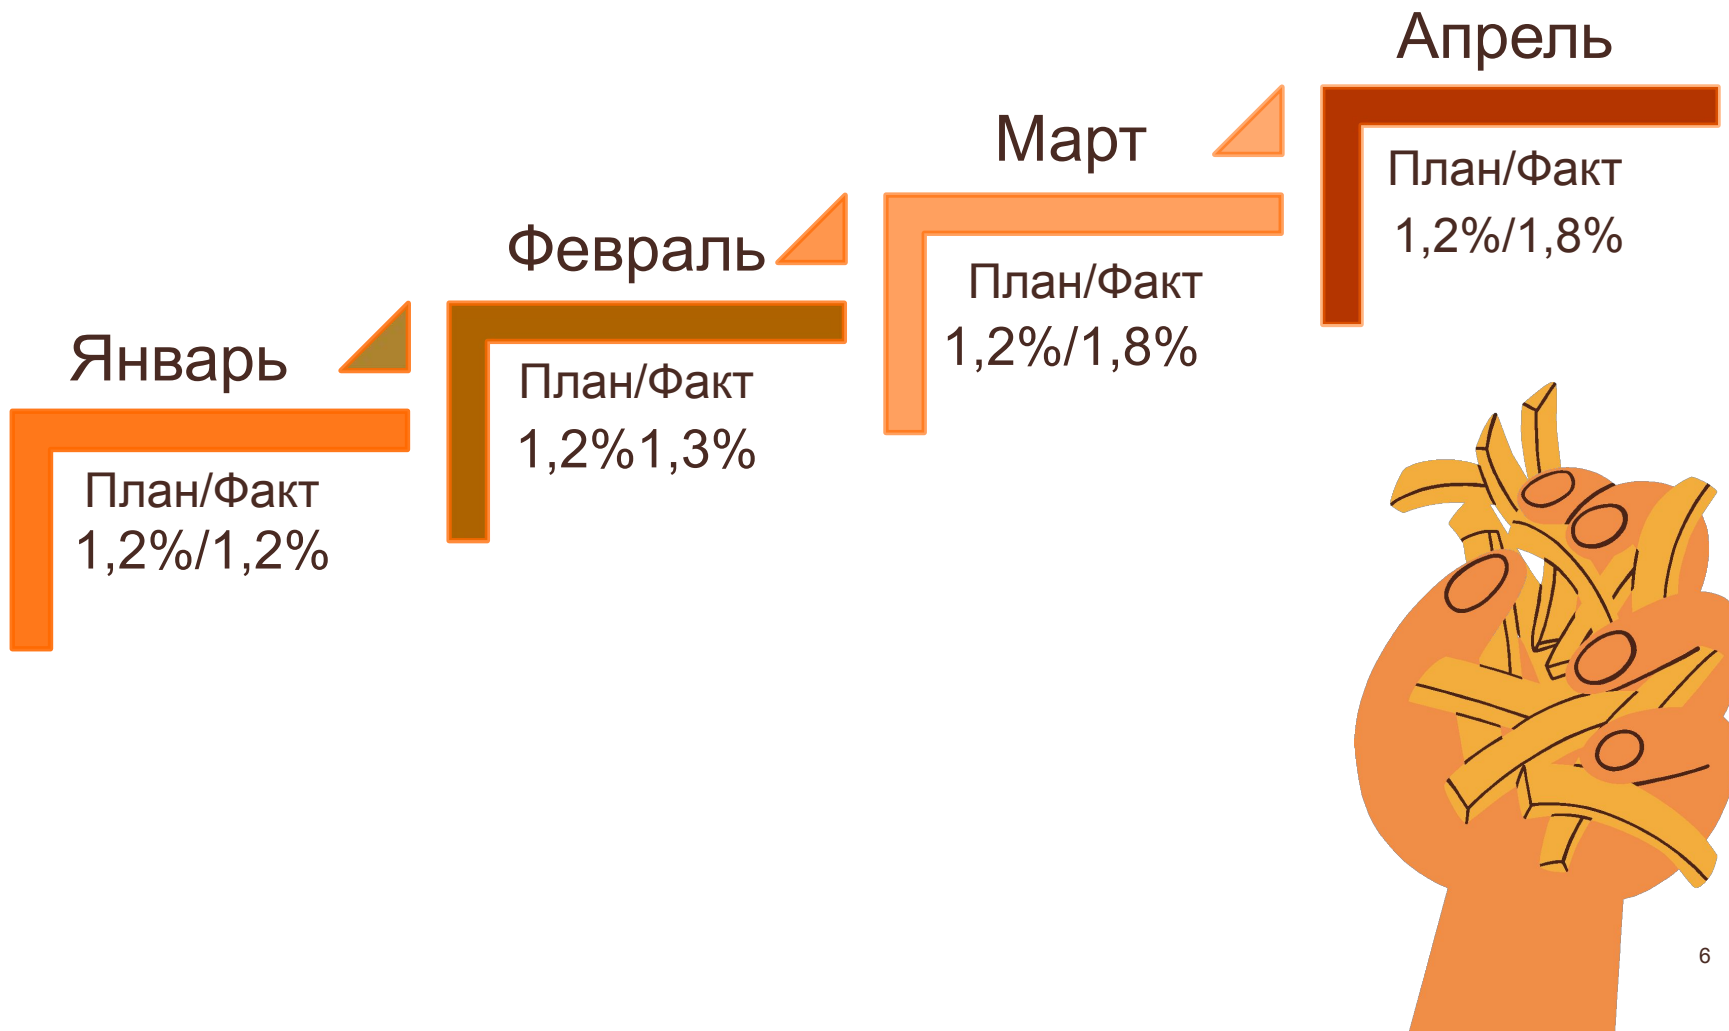 Январь
План/Факт
1,2%/1,2%
Февраль
План/Факт
1,2%1,3%
Март
План/Факт
1,2%/1,8%
Апрель
План/Факт
1,2%/1,8%
6